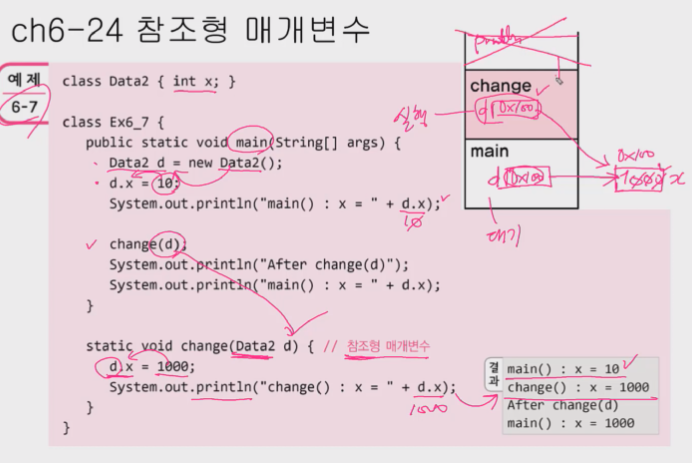 ch6-24 참조형 매개변수
예제
6-7
class Data2 { int x; }
class Ex6_7 {
public static void main(String[] args) {
Data2 d = new Data2();
d.x = 10;
System.out.println("main() : x = " + d.x);
10
change(d);
System.out.println("After change(d)");
System.out.println("main() : x = " + d.x);
}
static void change(Data2 d) { // 참조형 매개변수
d.x = 1000;
System.out.println("change() : x = " + d.x);
1000
}
}
println
change
실행
d 0x100
main
d 0x100
대기
0x100
1000 x
결과
main() : x = 10
change() : x = 1000
After change(d)
main() : x = 1000